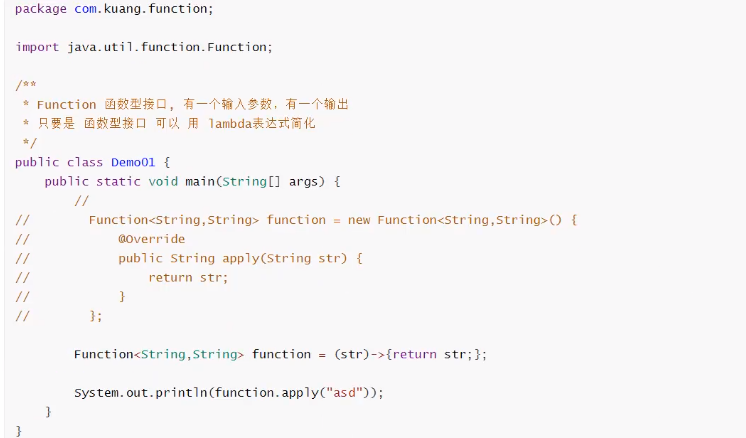 package com.kuang.function;
import java.util.function.Function;
/**
 * Function 函数型接口, 有一个输入参数，有一个输出
 * 只要是 函数型接口 可以 用 lambda表达式简化
 */
public class Demo01 {
    public static void main(String[] args) {
        //
//        Function<String,String> function = new Function<String,String>() {
//            @Override
//            public String apply(String str) {
//                return str;
//            }
//        };
        Function<String,String> function = (str)->{return str;};
        System.out.println(function.apply("asd"));
    }
}